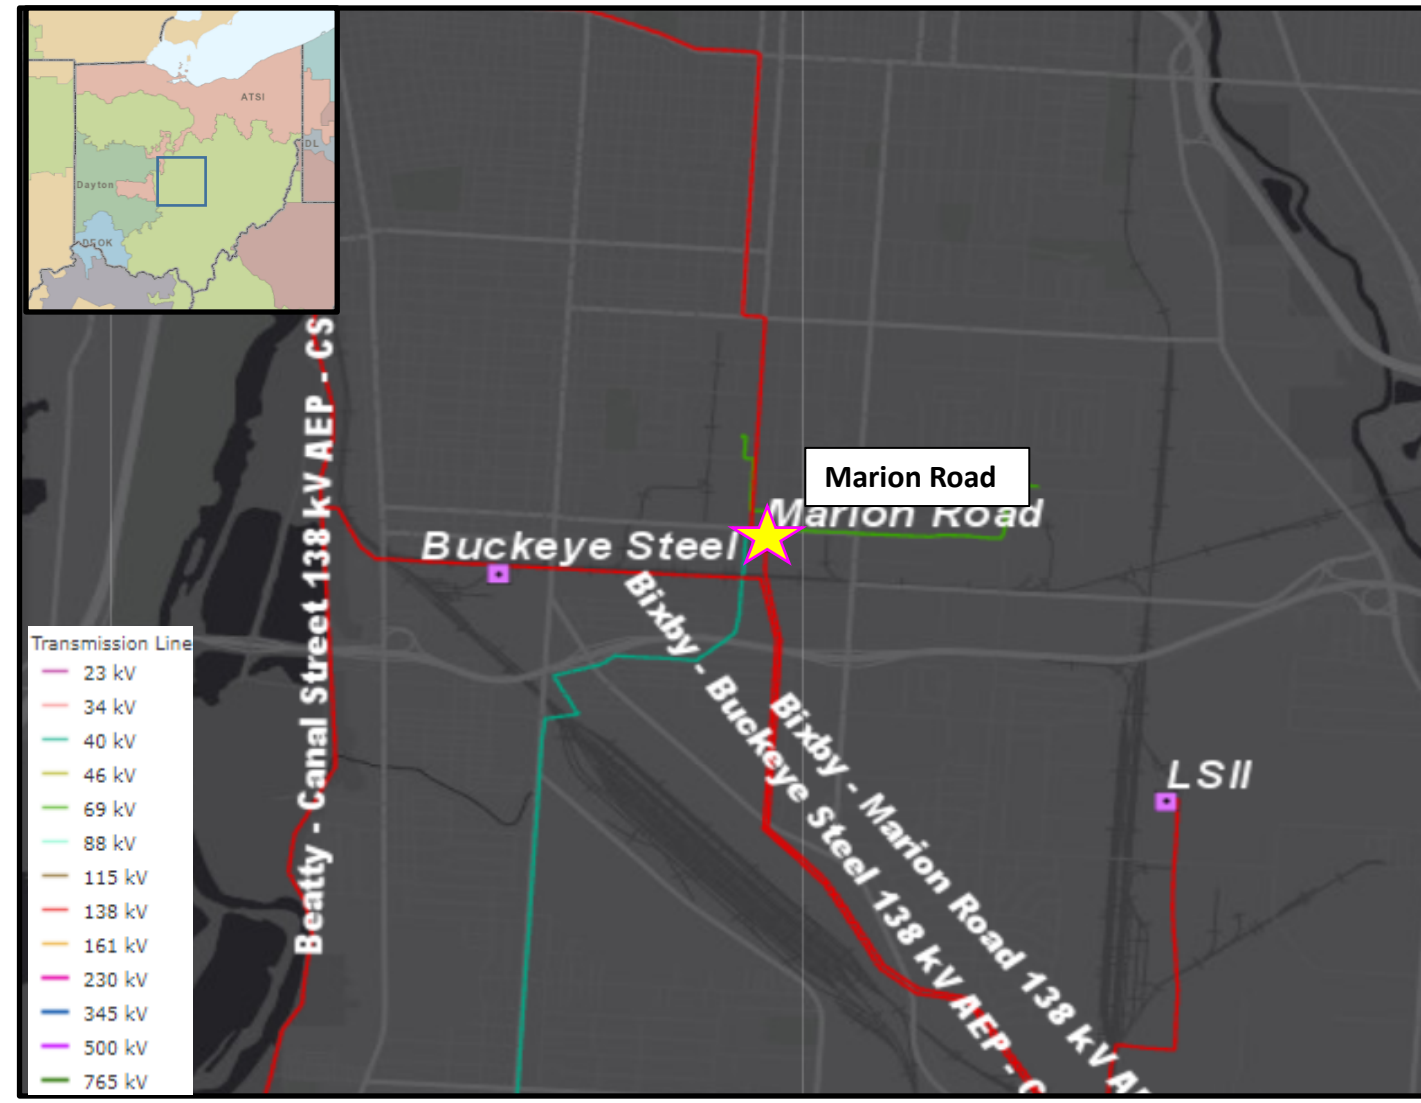 ATSI
DL
Dayton
DEOK
Marion Road
Marion Road
Buckeye Steel
Beatty - Canal Street 138 kV AEP - CS
Bixby - Buckeye Steel 138 kV AEP - C
Bixby - Marion Road 138 kV AE
LSII
Transmission Line
23 kV
34 kV
40 kV
46 kV
69 kV
88 kV
115 kV
138 kV
161 kV
230 kV
345 kV
500 kV
765 kV